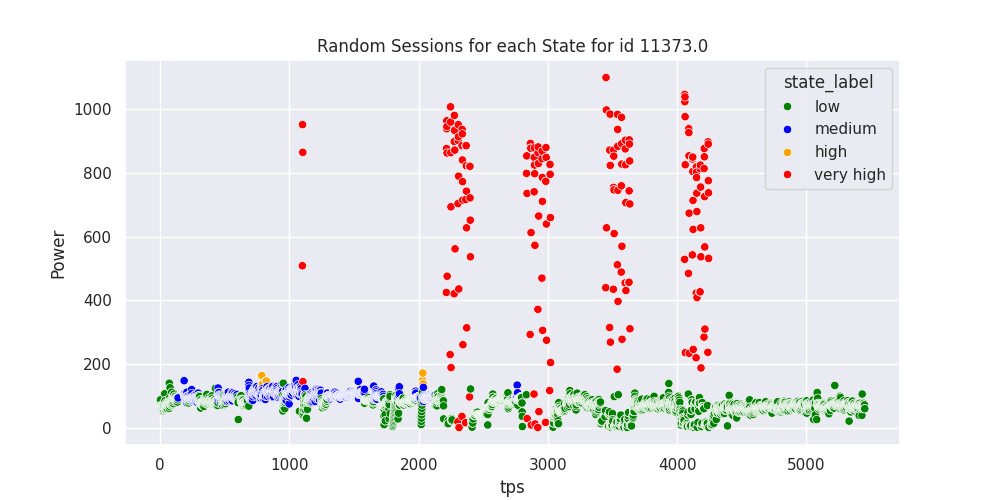 Random Sessions for each State for id 11373.0
state_label
low
medium
high
very high
Power
1000
800
600
400
200
0
0
1000
2000
3000
4000
5000
tps